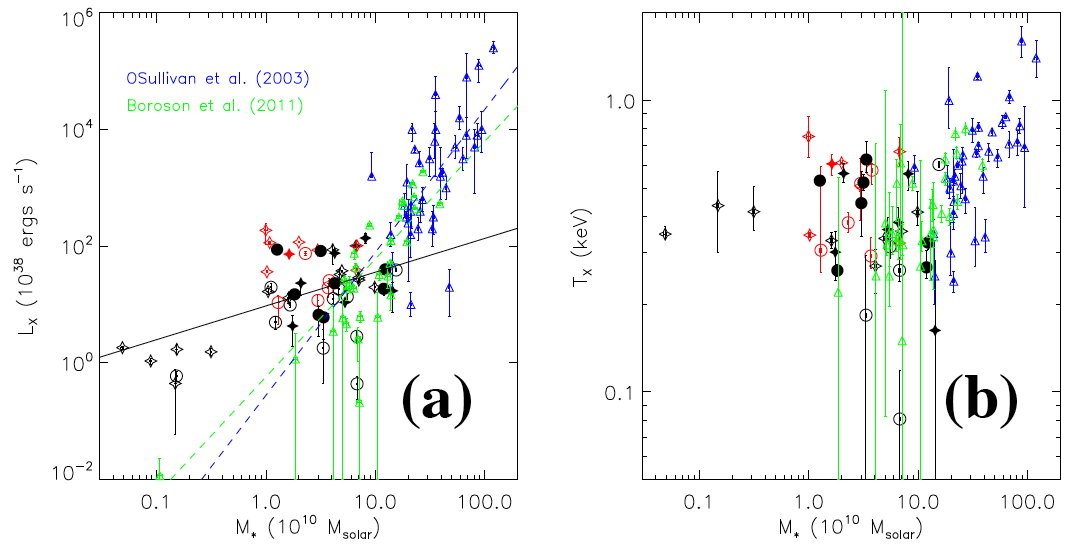 10^6
10^4
10^2
10^0
10^-2
L_X (10^38 ergs s^-1)
OSullivan et al. (2003)
Boroson et al. (2011)
(a)
0.1
1.0
10.0
100.0
M_* (10^10 M_solar)
1.0
0.1
T_X (keV)
(b)
0.1
1.0
10.0
100.0
M_* (10^10 M_solar)